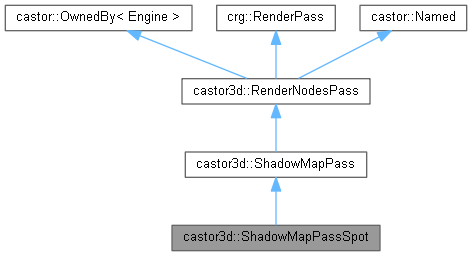 castor::OwnedBy< Engine >
crg::RenderPass
castor::Named
castor3d::RenderNodesPass
castor3d::ShadowMapPass
castor3d::ShadowMapPassSpot